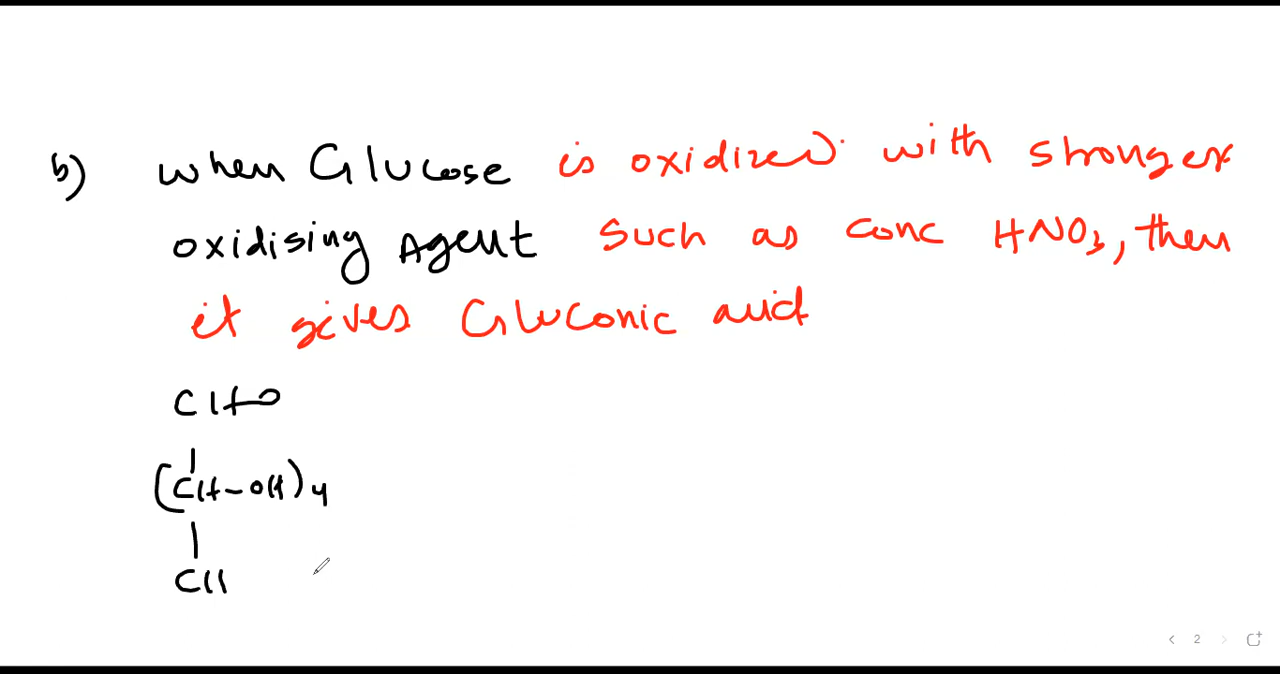 b) when Glucose is oxidized with stronger
oxidising Agent such as conc HNO3, then
it gives Gluconic acid
CHO
|
(CH-OH)4
|
CH
< 2 >